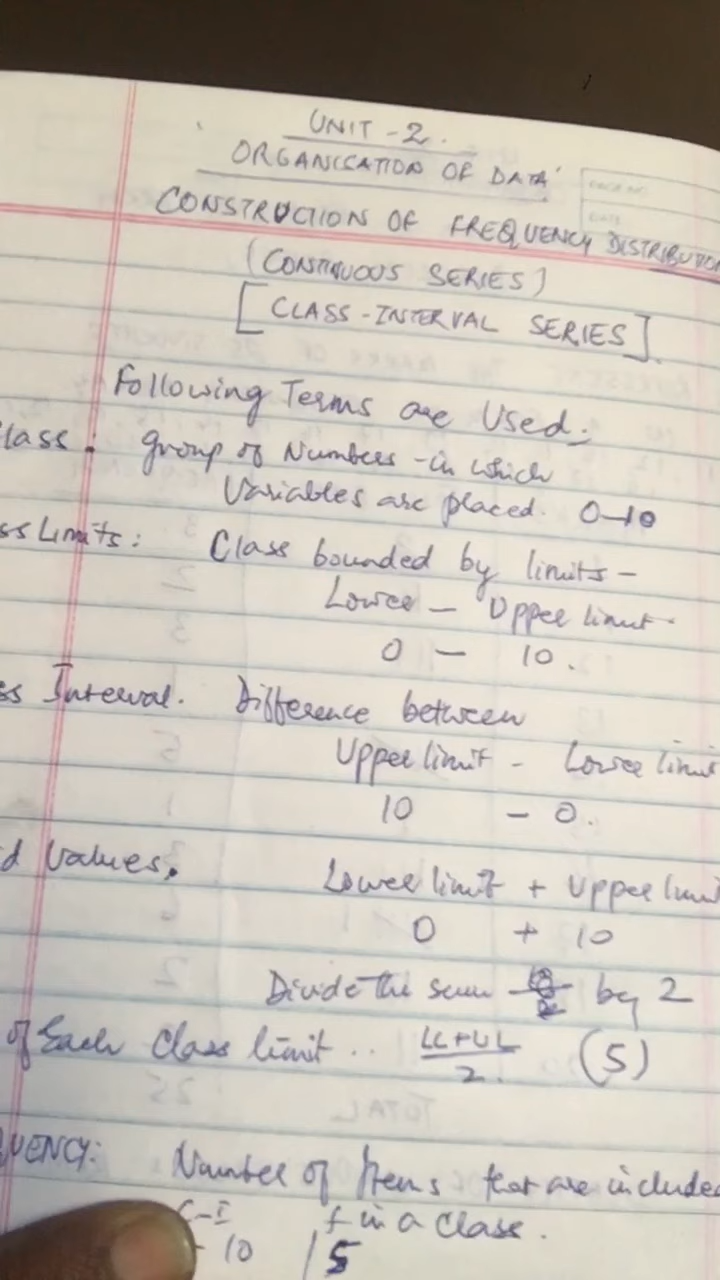 UNIT - 2.
ORGANISATION OF DATA
CONSTRUCTION OF FREQUENCY DISTRIBUTION
(CONTINUOUS SERIES)
[CLASS-INTERVAL SERIES].
Following Terms are Used:
lass: group of Numbers - in which
Variables are placed. 0-10
ss Limits: Class bounded by limits -
Lower - Upper limit.
0 - 10.
ss Interval. Difference between
Upper limit - Lower limit
10 - 0.
d Values. Lower limit + Upper limit
0 + 10
Divide the sum by 2
of Each Class limit .. LL+UL/2. (5)
QUENCY: Number of Items that are included
C-I f in a class.
- 10 | 5